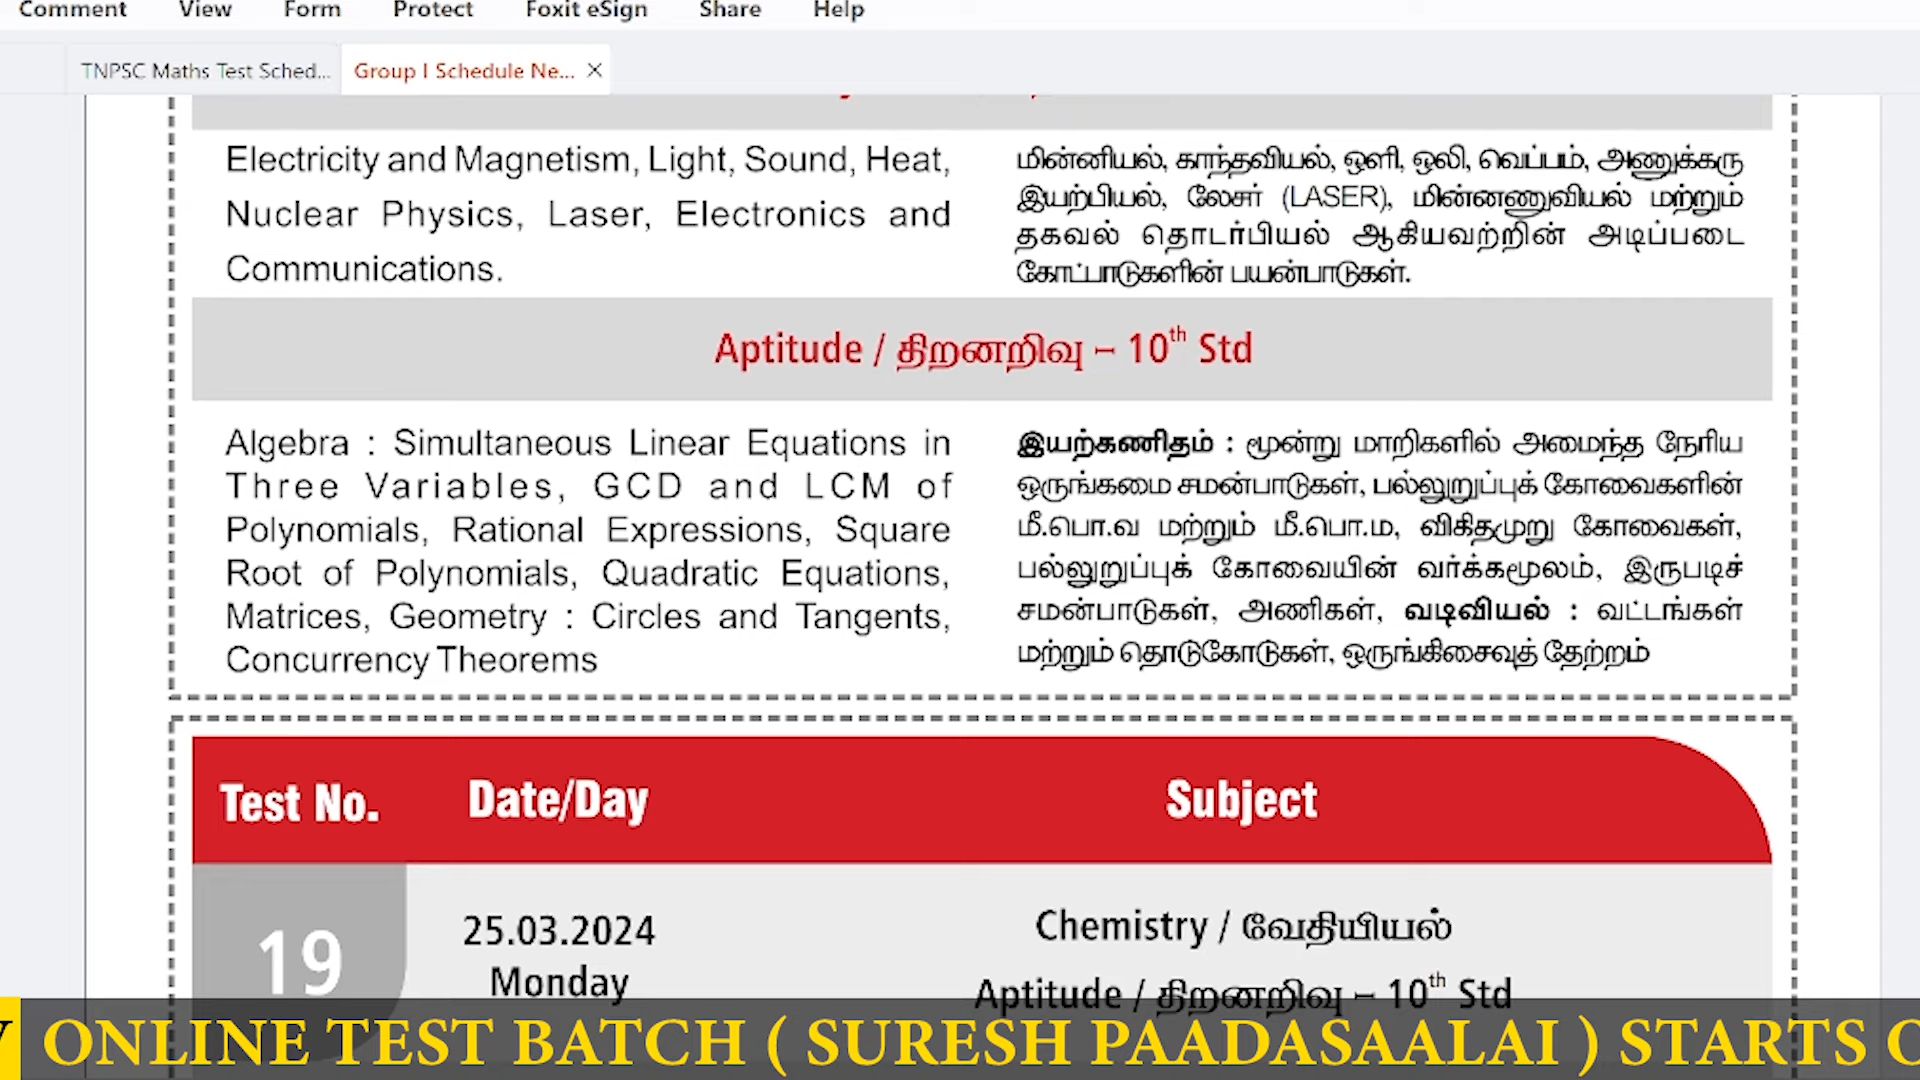 Comment View Form Protect Foxit eSign Share Help
TNPSC Maths Test Sched... Group I Schedule Ne...
Electricity and Magnetism, Light, Sound, Heat,
Nuclear Physics, Laser, Electronics and
Communications.
மின்னியல், காந்தவியல், ஒளி, ஒலி, வெப்பம், அணுக்கரு
இயற்பியல், லேசர் (LASER), மின்னணுவியல் மற்றும்
தகவல் தொடர்பியல் ஆகியவற்றின் அடிப்படை
கோட்பாடுகளின் பயன்பாடுகள்.
Aptitude / திறனறிவு – 10th Std
Algebra : Simultaneous Linear Equations in
Three Variables, GCD and LCM of
Polynomials, Rational Expressions, Square
Root of Polynomials, Quadratic Equations,
Matrices, Geometry : Circles and Tangents,
Concurrency Theorems
இயற்கணிதம் : மூன்று மாறிகளில் அமைந்த நேரிய
ஒருங்கமை சமன்பாடுகள், பல்லுறுப்புக் கோவைகளின்
மீ.பொ.வ மற்றும் மீ.பொ.ம, விகிதமுறு கோவைகள்,
பல்லுறுப்புக் கோவையின் வர்க்கமூலம், இருபடிச்
சமன்பாடுகள், அணிகள், வடிவியல் : வட்டங்கள்
மற்றும் தொடுகோடுகள், ஒருங்கிசைவுத் தேற்றம்
Test No. Date/Day Subject
19
25.03.2024
Monday
Chemistry / வேதியியல்
Aptitude / திறனறிவு – 10th Std
ONLINE TEST BATCH ( SURESH PAADASAALAI ) STARTS